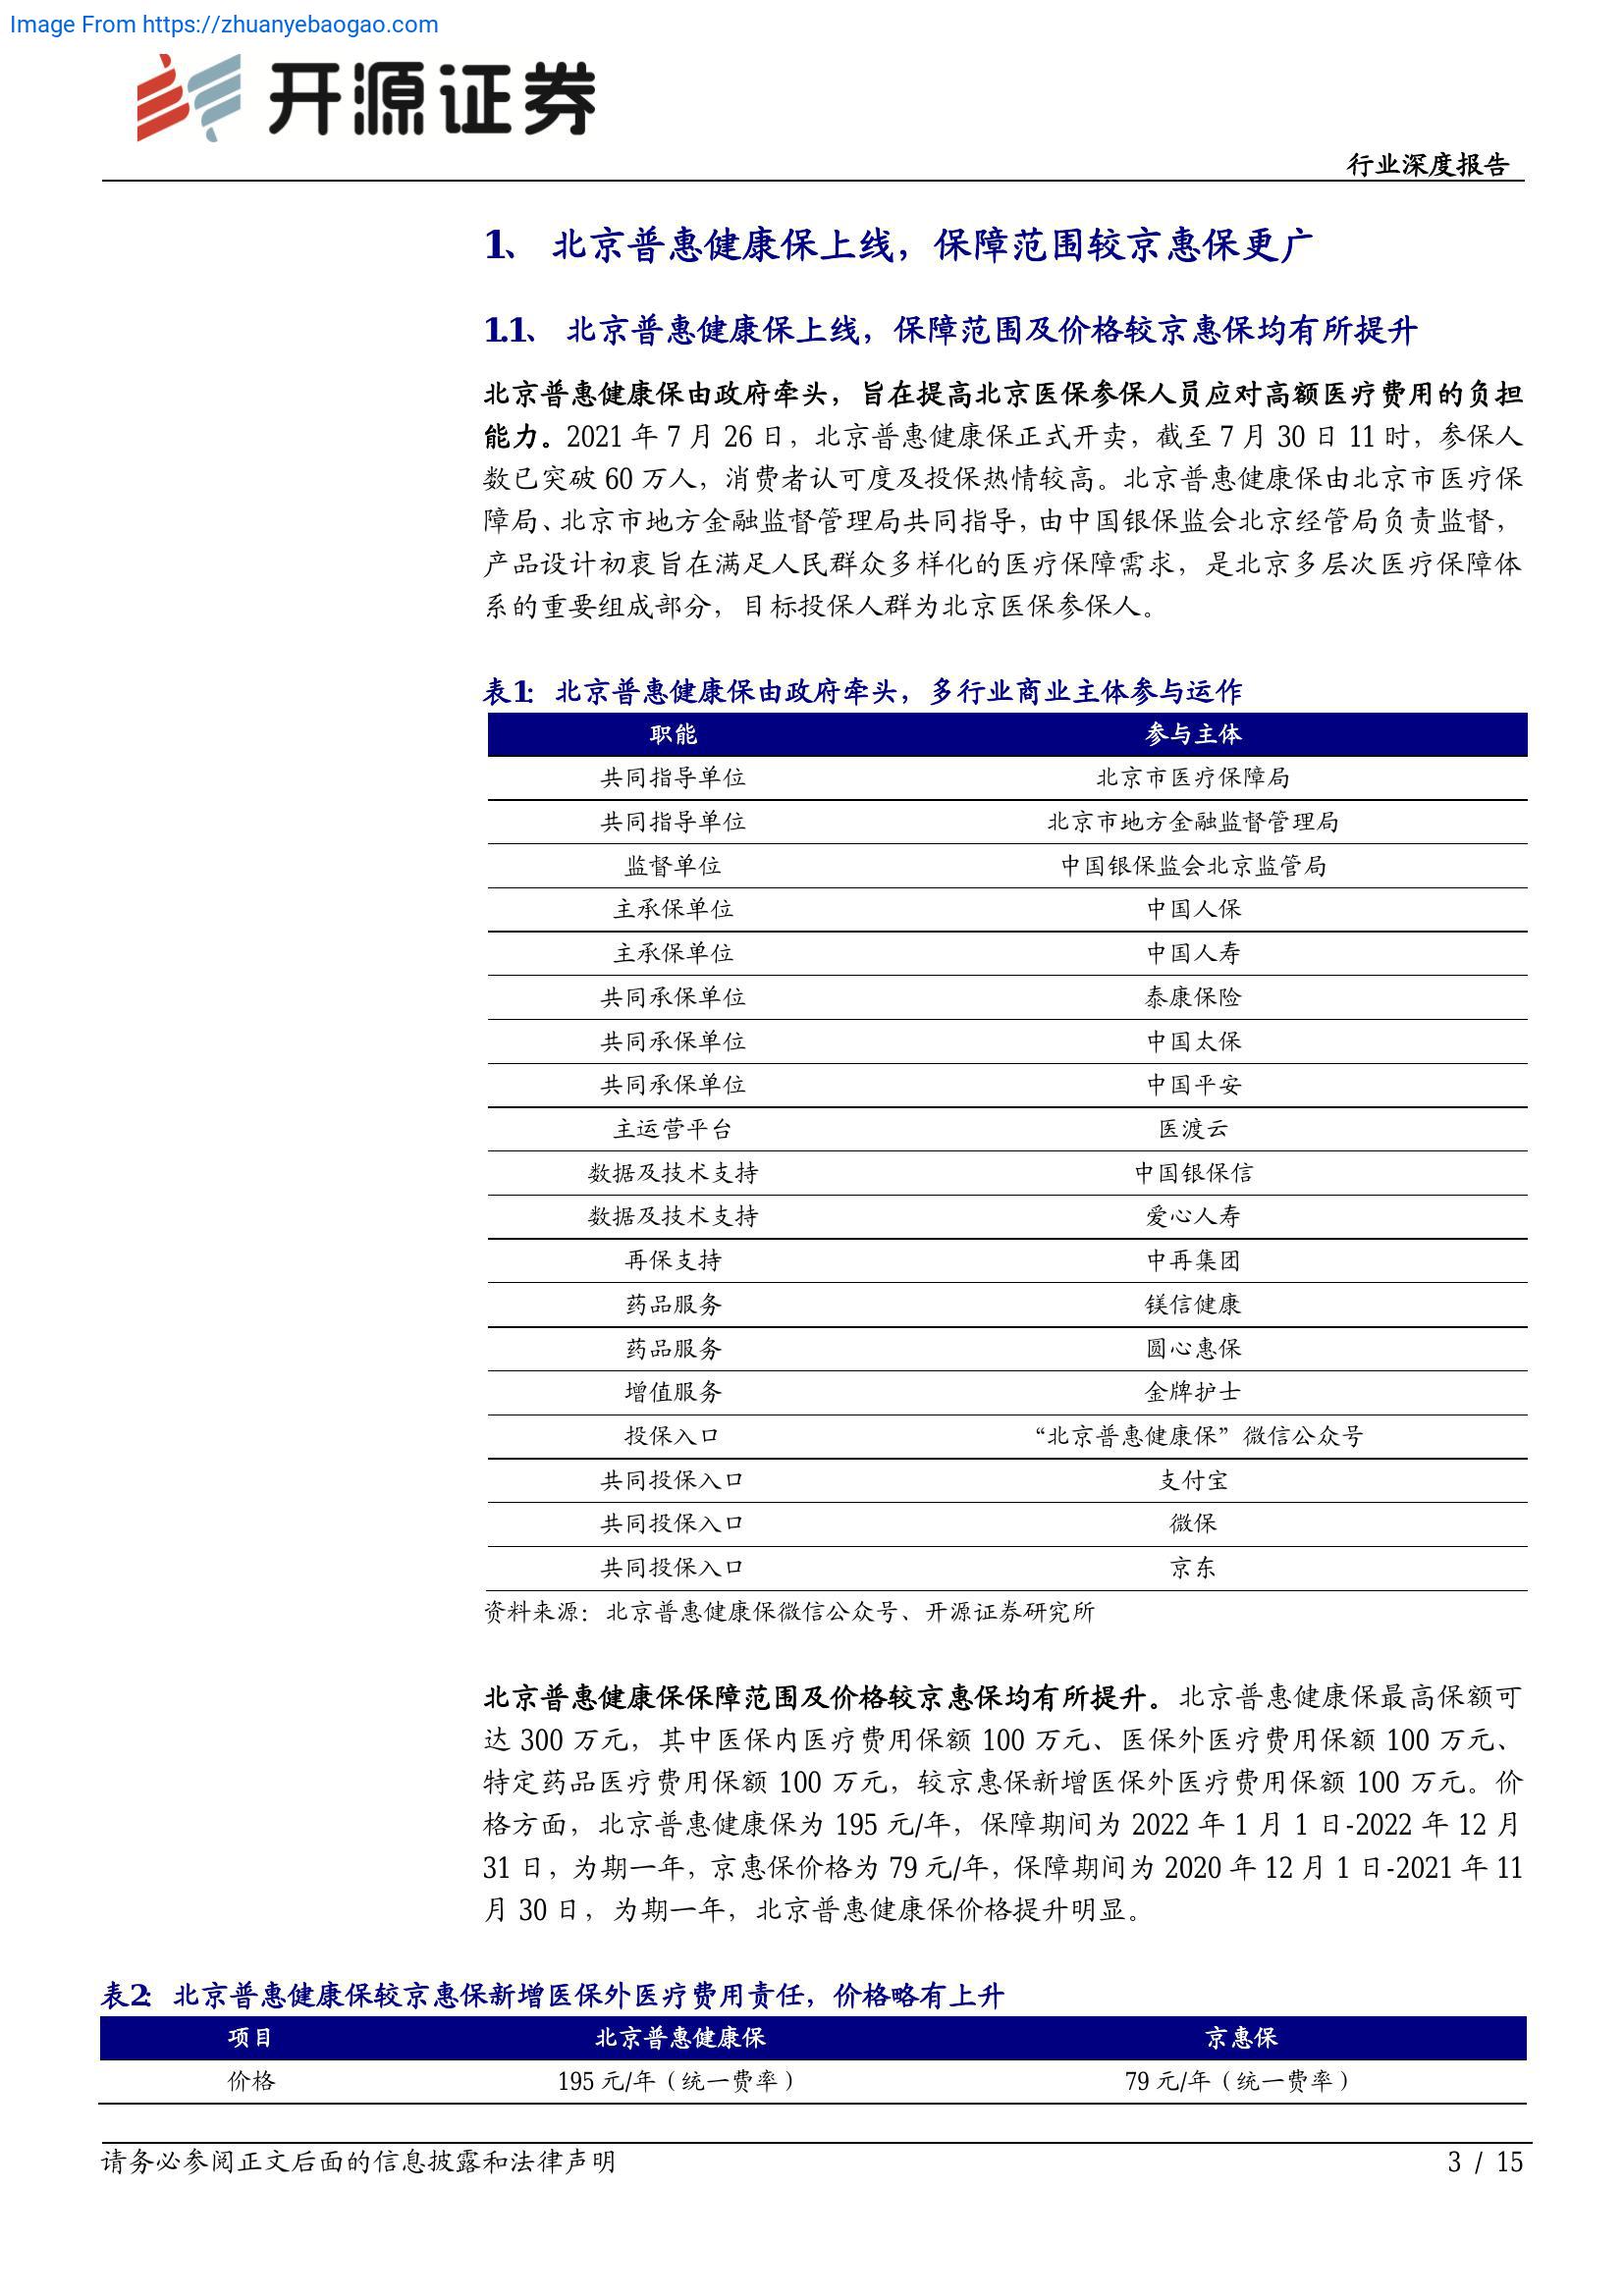 Image From https://zhuanyebaogao.com
开源证券
行业深度报告
1、 北京普惠健康保上线，保障范围较京惠保更广
1.1、 北京普惠健康保上线，保障范围及价格较京惠保均有所提升
北京普惠健康保由政府牵头，旨在提高北京医保参保人员应对高额医疗费用的负担
能力。2021 年 7 月 26 日，北京普惠健康保正式开卖，截至 7 月 30 日 11 时，参保人
数已突破 60 万人，消费者认可度及投保热情较高。北京普惠健康保由北京市医疗保
障局、北京市地方金融监督管理局共同指导，由中国银保监会北京经管局负责监督，
产品设计初衷旨在满足人民群众多样化的医疗保障需求，是北京多层次医疗保障体
系的重要组成部分，目标投保人群为北京医保参保人。
表1： 北京普惠健康保由政府牵头，多行业商业主体参与运作
职能 参与主体
共同指导单位 北京市医疗保障局
共同指导单位 北京市地方金融监督管理局
监督单位 中国银保监会北京监管局
主承保单位 中国人保
主承保单位 中国人寿
共同承保单位 泰康保险
共同承保单位 中国太保
共同承保单位 中国平安
主运营平台 医渡云
数据及技术支持 中国银保信
数据及技术支持 爱心人寿
再保支持 中再集团
药品服务 镁信健康
药品服务 圆心惠保
增值服务 金牌护士
投保入口 “北京普惠健康保”微信公众号
共同投保入口 支付宝
共同投保入口 微保
共同投保入口 京东
资料来源：北京普惠健康保微信公众号、开源证券研究所
北京普惠健康保保障范围及价格较京惠保均有所提升。北京普惠健康保最高保额可
达 300 万元，其中医保内医疗费用保额 100 万元、医保外医疗费用保额 100 万元、
特定药品医疗费用保额 100 万元，较京惠保新增医保外医疗费用保额 100 万元。价
格方面，北京普惠健康保为 195 元/年，保障期间为 2022 年 1 月 1 日-2022 年 12 月
31 日，为期一年，京惠保价格为 79 元/年，保障期间为 2020 年 12 月 1 日-2021 年 11
月 30 日，为期一年，北京普惠健康保价格提升明显。
表2： 北京普惠健康保较京惠保新增医保外医疗费用责任，价格略有上升
项目 北京普惠健康保 京惠保
价格 195 元/年（统一费率） 79 元/年（统一费率）
请务必参阅正文后面的信息披露和法律声明 3 / 15